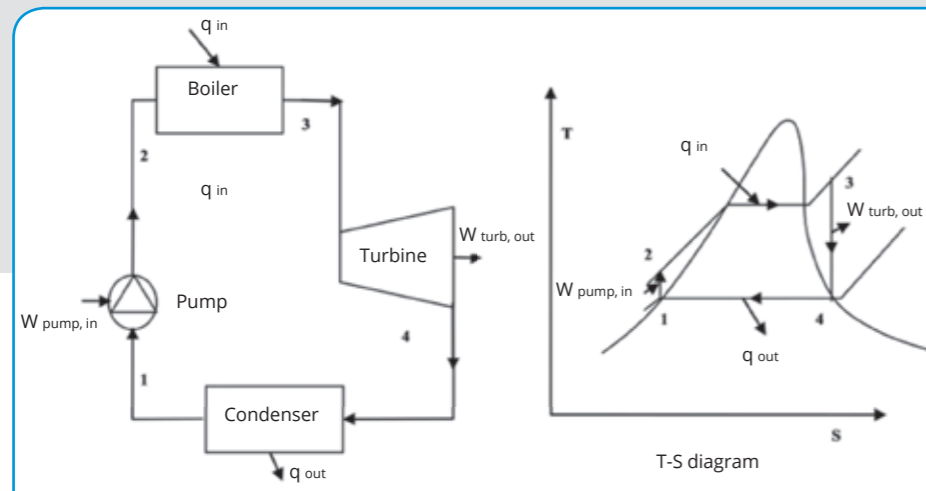 q in
Boiler
3
2
q in
W turb, out
Turbine
Pump
W pump, in
4
1
Condenser
q out
T
q in
3
W turb, out
2
W pump, in
1
4
q out
S
T-S diagram